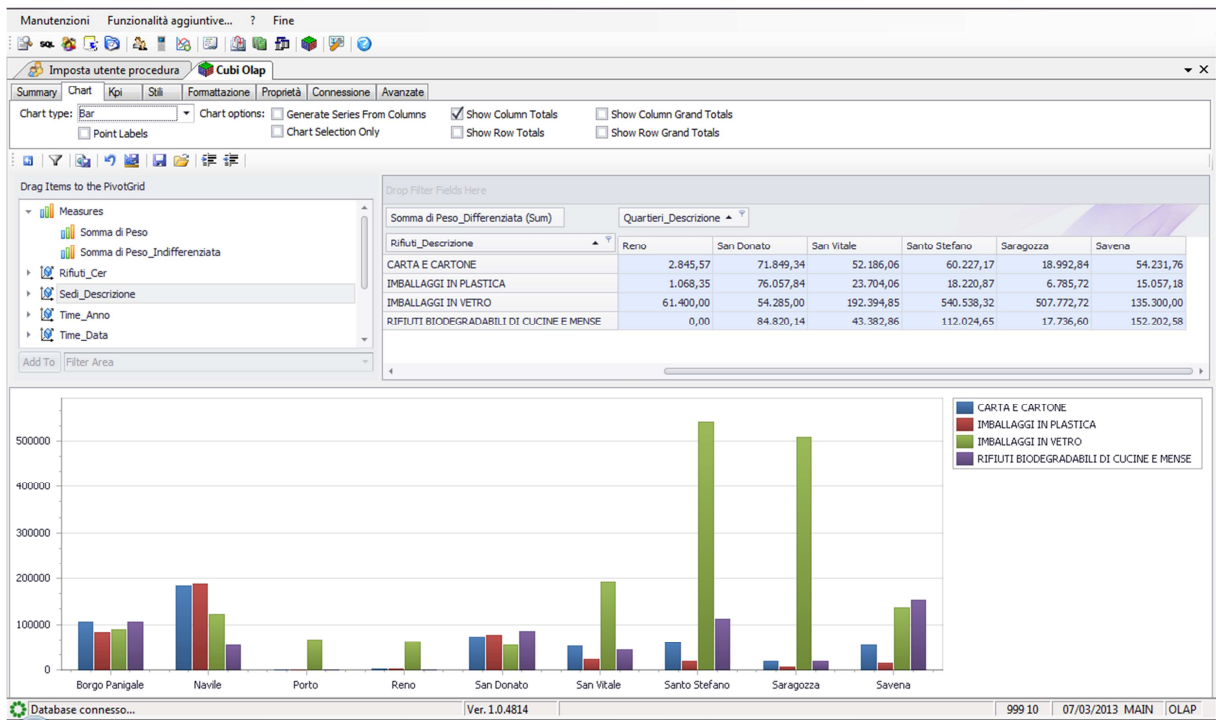 Manutenzioni Funzionalità aggiuntive... ? Fine
SQL
Imposta utente procedura Cubi Olap
Summary Chart Kpi Stili Formattazione Proprietà Connessione Avanzate
Chart type: Bar Chart options: Generate Series From Columns Show Column Totals Show Column Grand Totals
Point Labels Chart Selection Only Show Row Totals Show Row Grand Totals
Drag Items to the PivotGrid
Measures
Somma di Peso
Somma di Peso_Indifferenziata
Rifiuti_Cer
Sedi_Descrizione
Time_Anno
Time_Data
Add To Filter Area
Drop Filter Fields Here
Somma di Peso_Differenziata (Sum) Quartieri_Descrizione
Rifiuti_Descrizione Reno San Donato San Vitale Santo Stefano Saragozza Savena
CARTA E CARTONE 2.845,57 71.849,34 52.186,06 60.227,17 18.992,84 54.231,76
IMBALLAGGI IN PLASTICA 1.068,35 76.057,84 23.704,06 18.220,87 6.785,72 15.057,18
IMBALLAGGI IN VETRO 61.400,00 54.285,00 192.394,85 540.538,32 507.772,72 135.300,00
RIFIUTI BIODEGRADABILI DI CUCINE E MENSE 0,00 84.820,14 43.382,86 112.024,65 17.736,60 152.202,58
CARTA E CARTONE
IMBALLAGGI IN PLASTICA
IMBALLAGGI IN VETRO
RIFIUTI BIODEGRADABILI DI CUCINE E MENSE
500000
400000
300000
200000
100000
0
Borgo Panigale Navile Porto Reno San Donato San Vitale Santo Stefano Saragozza Savena
Database connesso... Ver. 1.0.4814 999 10 07/03/2013 MAIN OLAP